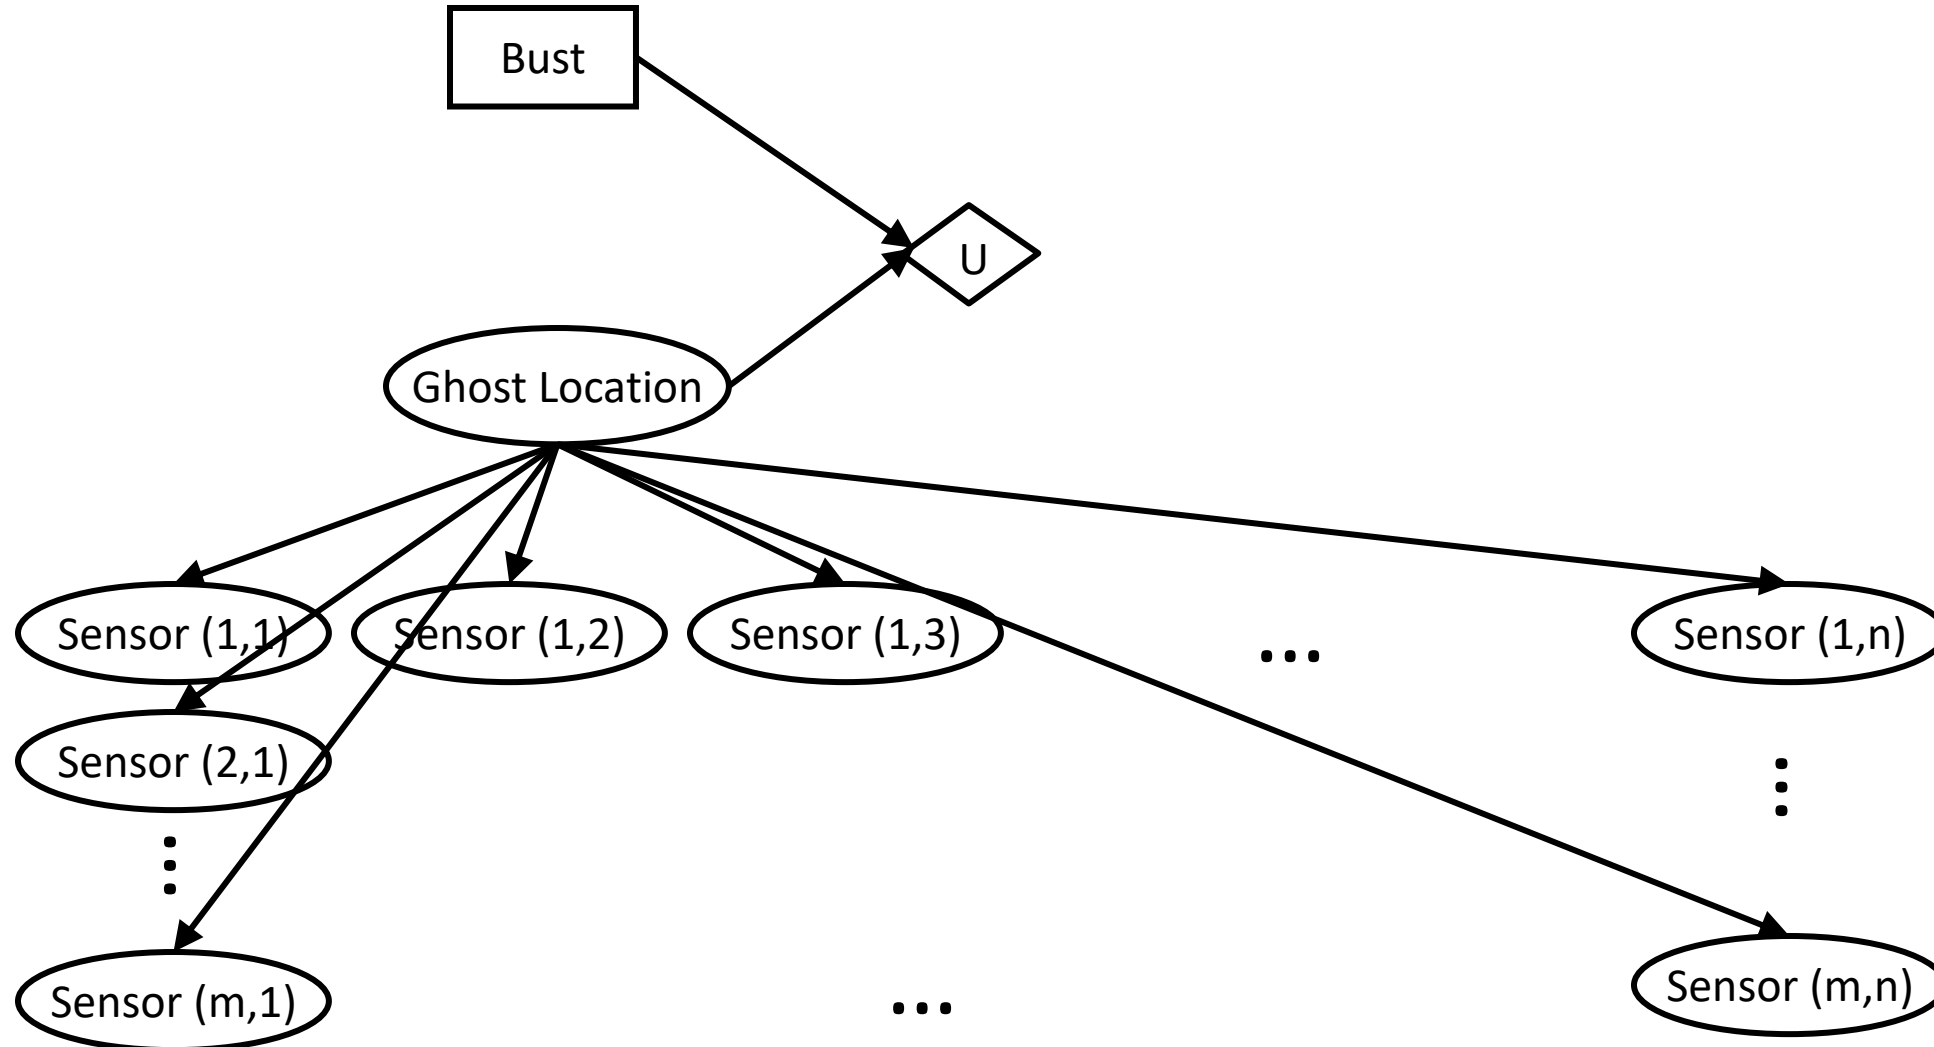 Bust
U
Ghost Location
Sensor (1,1)
Sensor (1,2)
Sensor (1,3)
...
Sensor (1,n)
Sensor (2,1)
...
...
Sensor (m,1)
...
Sensor (m,n)